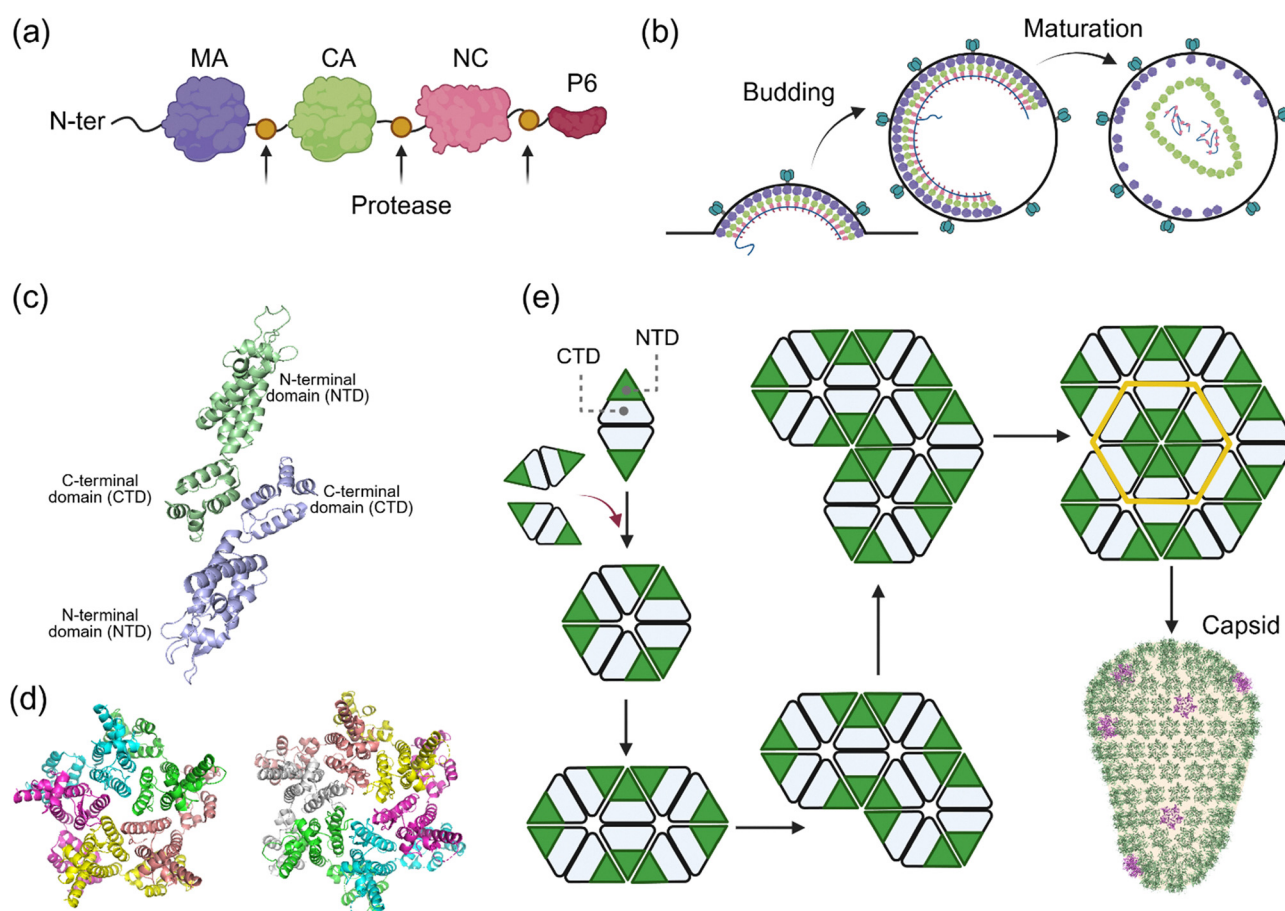 (a)
MA
CA
NC
P6
N-ter
Protease
(b)
Budding
Maturation
(c)
N-terminal
domain (NTD)
C-terminal
domain (CTD)
C-terminal
domain (CTD)
N-terminal
domain (NTD)
(d)
(e)
CTD
NTD
Capsid